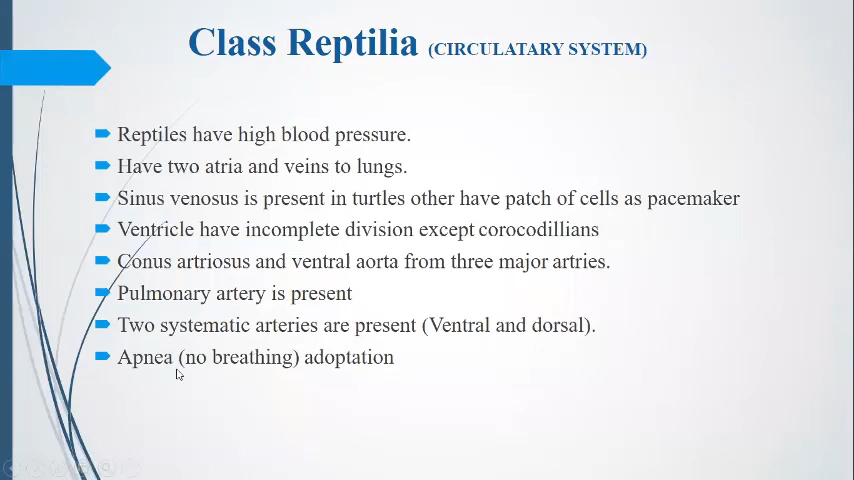 Class Reptilia (CIRCULATARY SYSTEM)
Reptiles have high blood pressure.
Have two atria and veins to lungs.
Sinus venosus is present in turtles other have patch of cells as pacemaker
Ventricle have incomplete division except corocodillians
Conus artriosus and ventral aorta from three major artries.
Pulmonary artery is present
Two systematic arteries are present (Ventral and dorsal).
Apnea (no breathing) adoptation